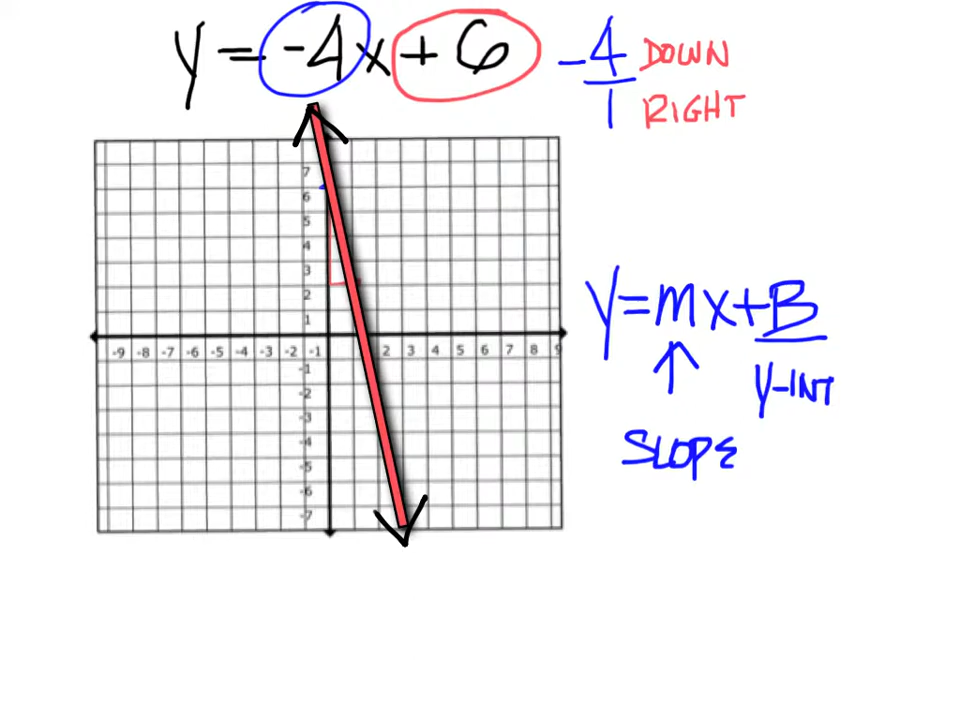 y = -4x + 6
-4/1 DOWN
RIGHT
7
6
5
4
3
2
1
-9 -8 -7 -6 -5 -4 -3 -2 -1 2 3 4 5 6 7 8 9
-1
-2
-3
-4
-5
-6
-7
y = mx + B
Y-INT
SLOPE